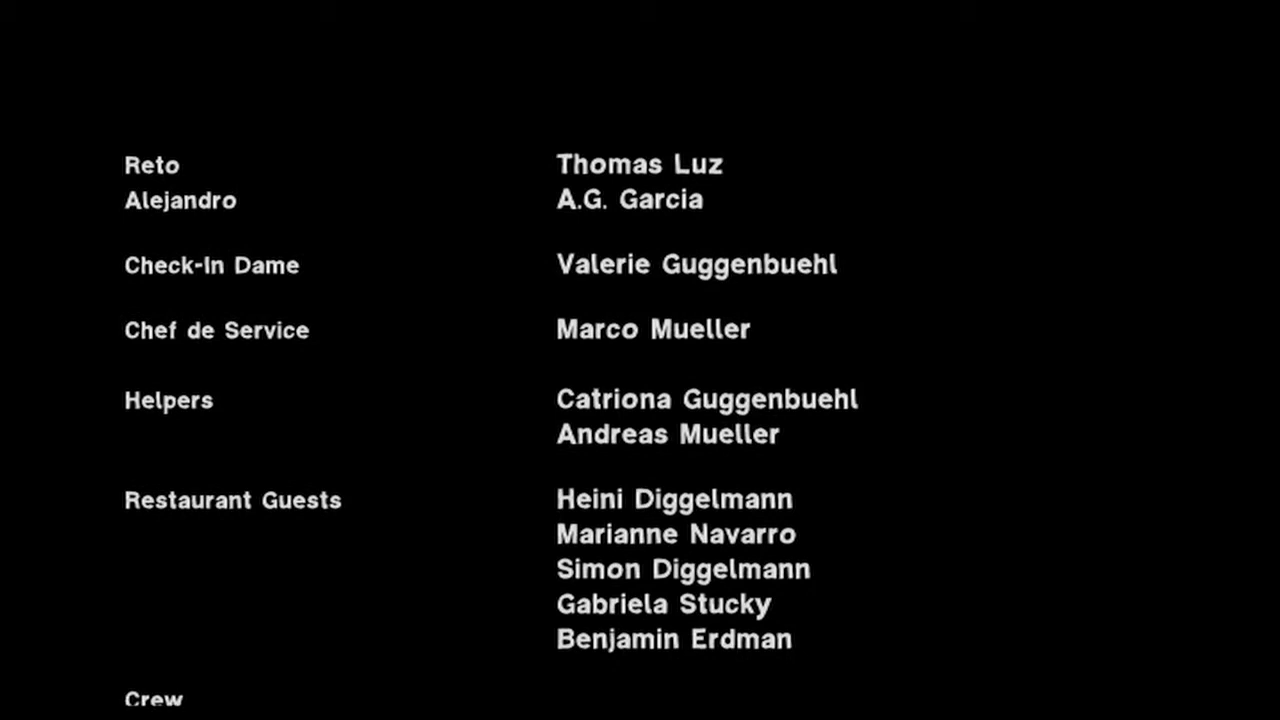 Reto Thomas Luz
Alejandro A.G. Garcia
Check-In Dame Valerie Guggenbuehl
Chef de Service Marco Mueller
Helpers Catriona Guggenbuehl
Andreas Mueller
Restaurant Guests Heini Diggelmann
Marianne Navarro
Simon Diggelmann
Gabriela Stucky
Benjamin Erdman
Crew